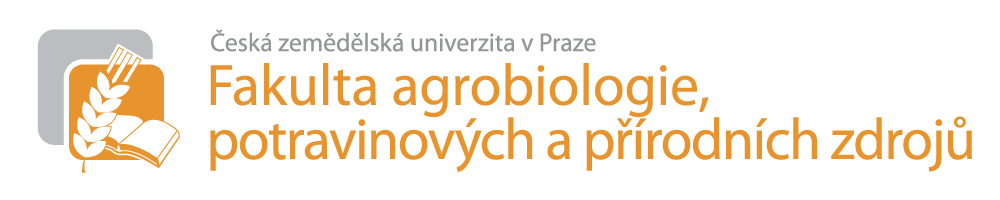 Česká zemědělská univerzita v Praze
Fakulta agrobiologie,
potravinových a přírodních zdrojů